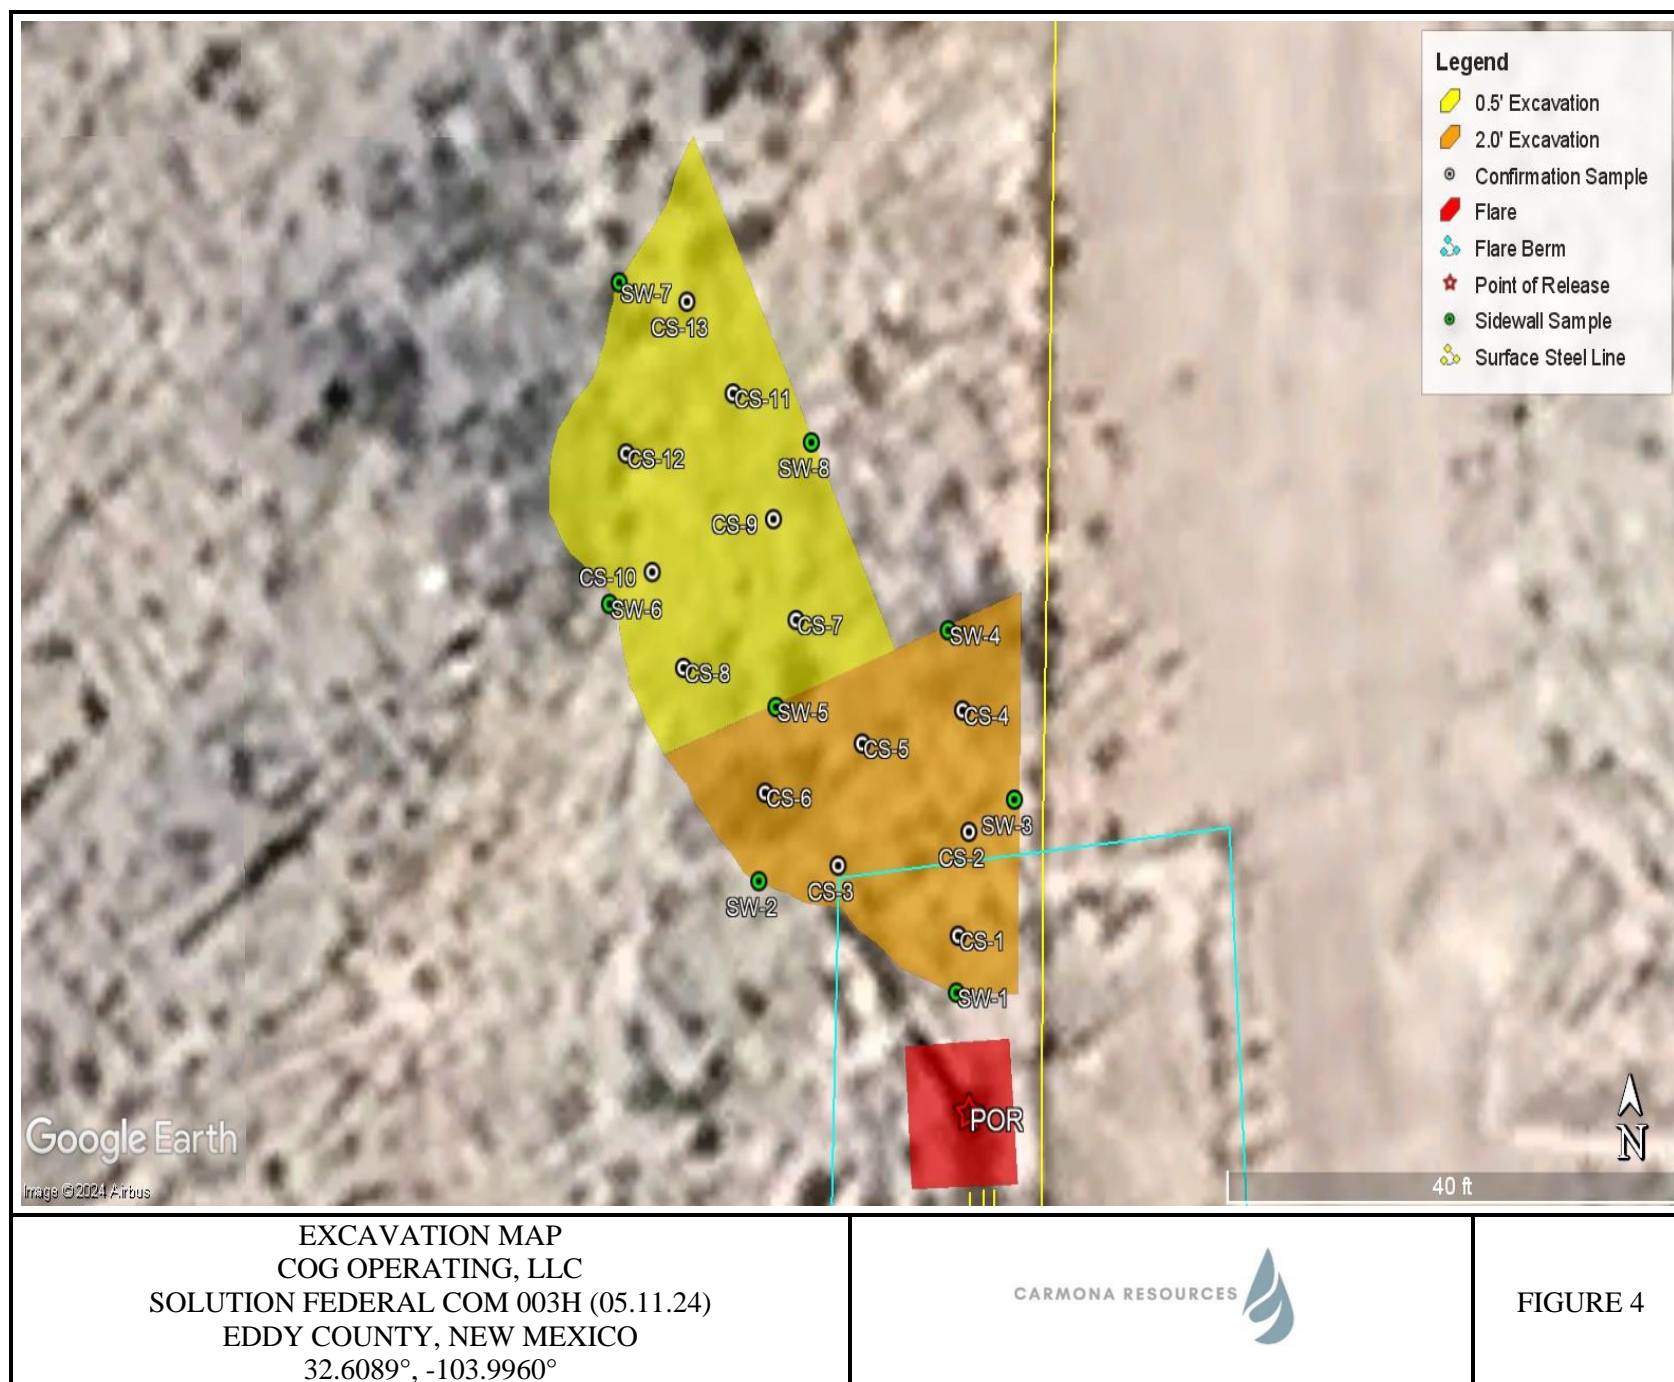 Legend
0.5' Excavation
2.0' Excavation
Confirmation Sample
Flare
Flare Berm
Point of Release
Sidewall Sample
Surface Steel Line
SW-7
CS-13
CS-11
SW-8
CS-12
CS-9
CS-10
SW-6
CS-7
SW-4
CS-8
SW-5
CS-4
CS-5
CS-6
SW-3
CS-2
CS-3
SW-2
CS-1
SW-1
POR
Google Earth
Image ©2024 Airbus
N
40 ft
EXCAVATION MAP
COG OPERATING, LLC
SOLUTION FEDERAL COM 003H (05.11.24)
EDDY COUNTY, NEW MEXICO
32.6089°, -103.9960°
CARMONA RESOURCES
FIGURE 4